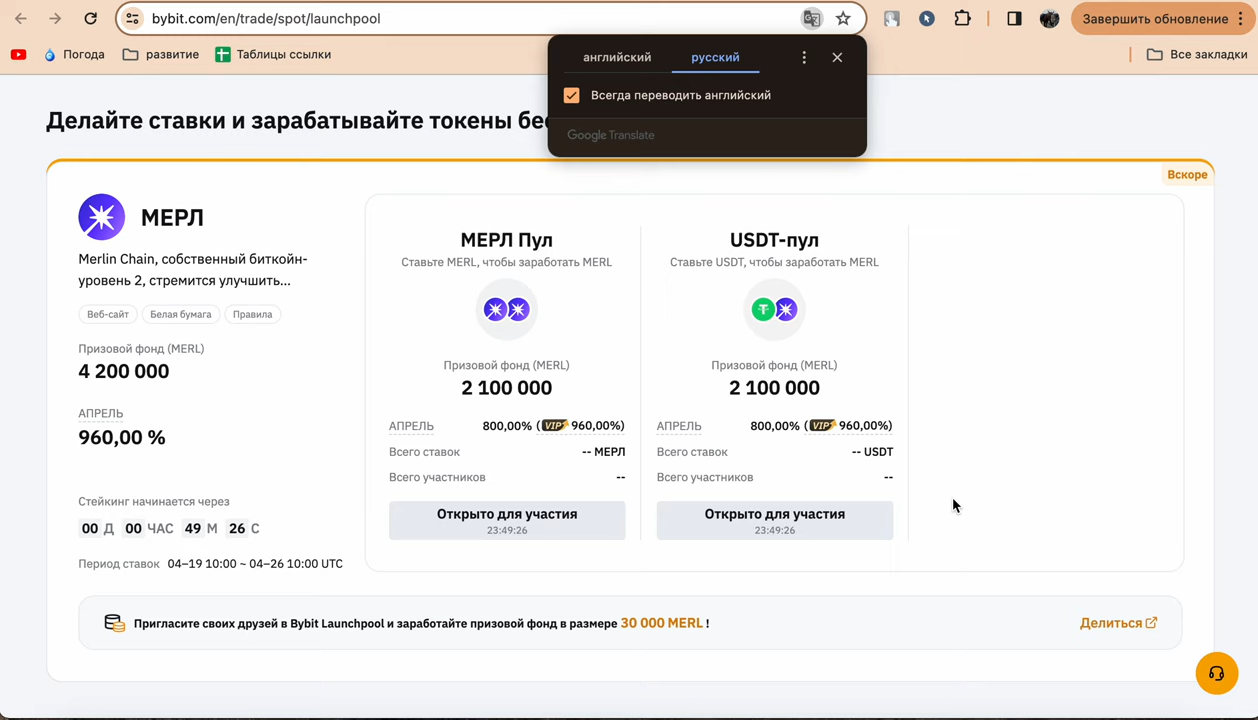 bybit.com/en/trade/spot/launchpool
Завершить обновление
Погода
развитие
Таблицы ссылки
Все закладки
английский
русский
Всегда переводить английский
Google Translate
Делайте ставки и зарабатывайте токены
Вскоре
МЕРЛ
Merlin Chain, собственный биткойн-
уровень 2, стремится улучшить...
Веб-сайт
Белая бумага
Правила
Призовой фонд (MERL)
4 200 000
АПРЕЛЬ
960,00 %
Стейкинг начинается через
00 Д 00 ЧАС 49 М 26 С
Период ставок 04–19 10:00 ~ 04–26 10:00 UTC
МЕРЛ Пул
Ставьте MERL, чтобы заработать MERL
Призовой фонд (MERL)
2 100 000
АПРЕЛЬ 800,00% (VIP 960,00%)
Всего ставок -- МЕРЛ
Всего участников --
Открыто для участия
23:49:26
USDT-пул
Ставьте USDT, чтобы заработать MERL
Призовой фонд (MERL)
2 100 000
АПРЕЛЬ 800,00% (VIP 960,00%)
Всего ставок -- USDT
Всего участников --
Открыто для участия
23:49:26
Пригласите своих друзей в Bybit Launchpool и заработайте призовой фонд в размере 30 000 MERL !
Делиться